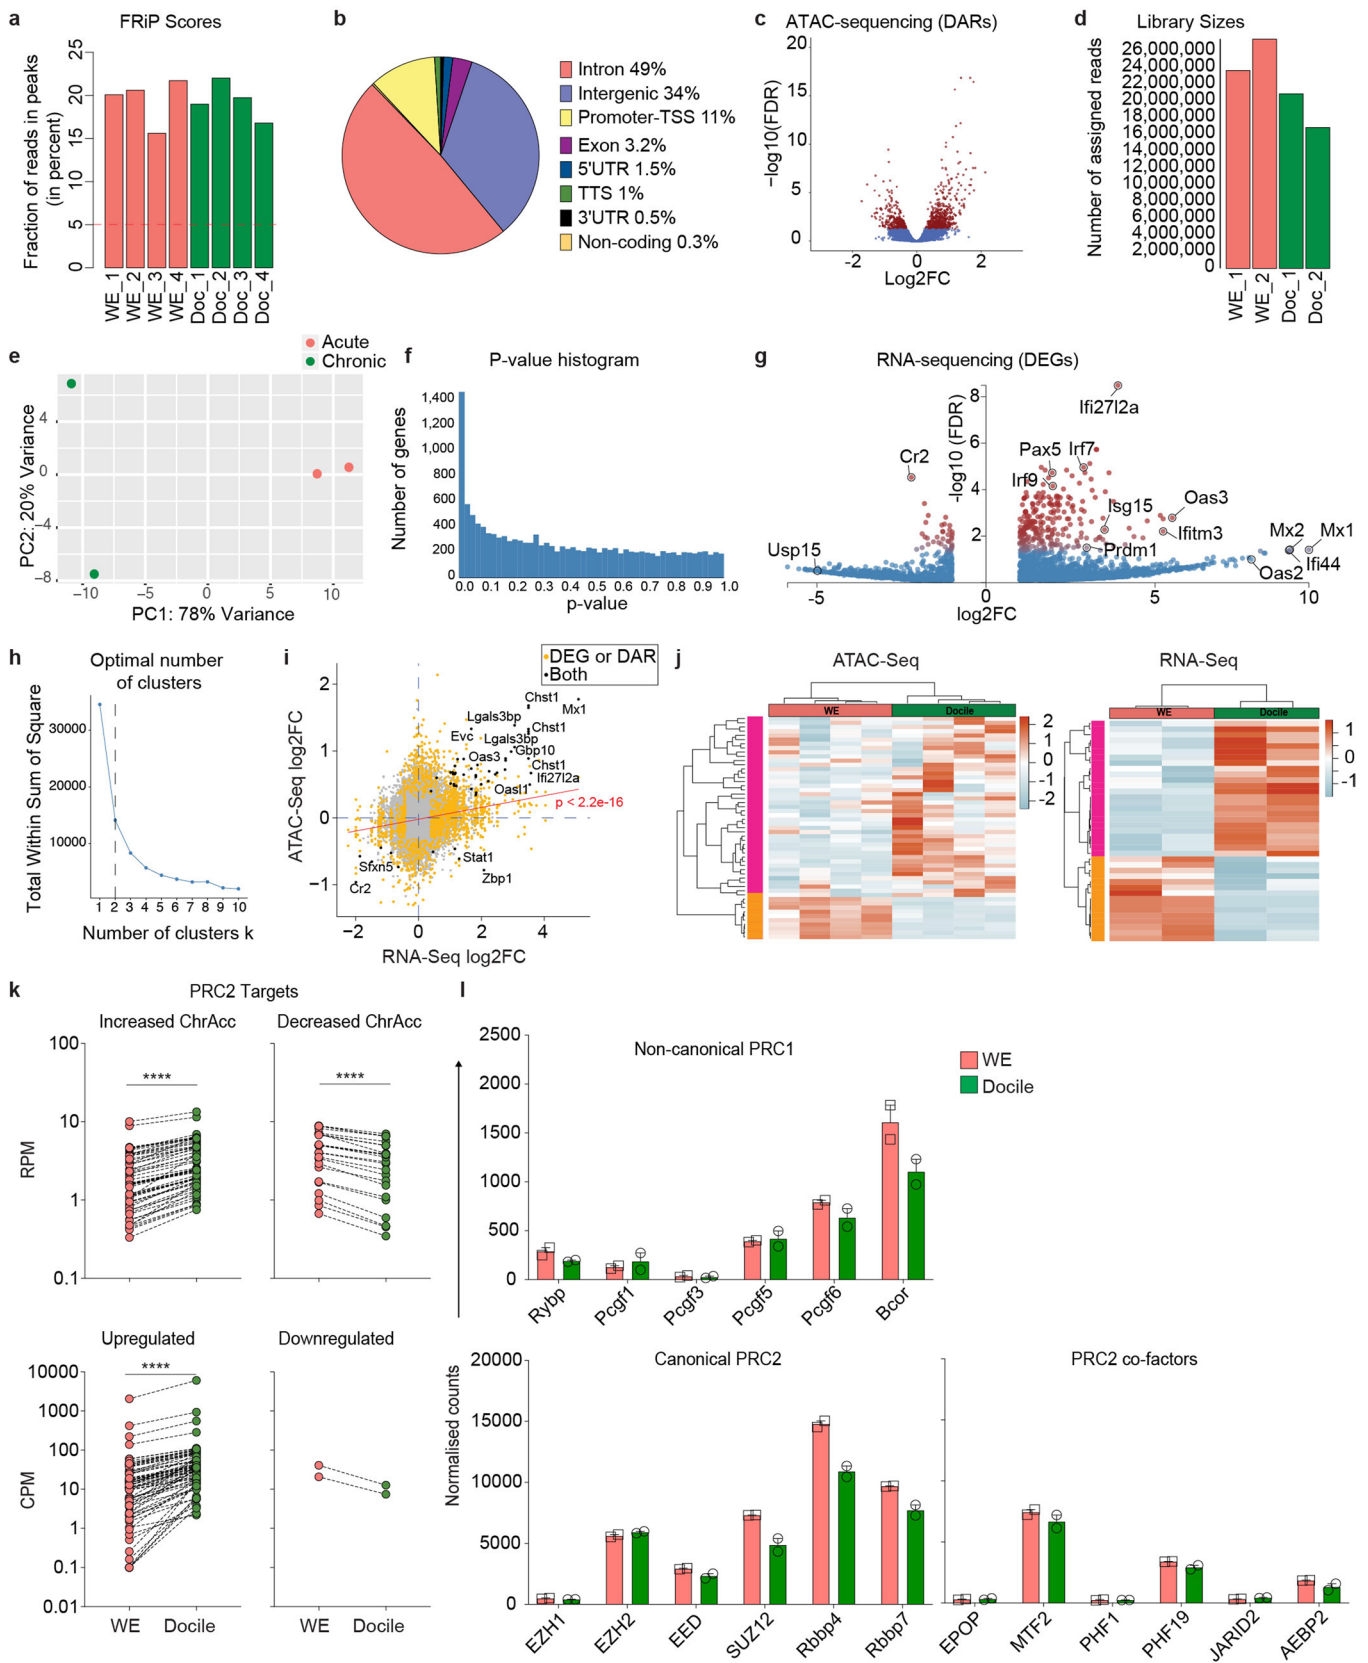 a
FRiP Scores
Fraction of reads in peaks
(in percent)
25
20
15
10
5
0
WE_1
WE_2
WE_3
WE_4
Doc_1
Doc_2
Doc_3
Doc_4
b
Intron 49%
Intergenic 34%
Promoter-TSS 11%
Exon 3.2%
5'UTR 1.5%
TTS 1%
3'UTR 0.5%
Non-coding 0.3%
c
ATAC-sequencing (DARs)
−log10(FDR)
20
15
10
5
0
-2
0
2
Log2FC
d
Library Sizes
Number of assigned reads
26,000,000
24,000,000
22,000,000
20,000,000
18,000,000
16,000,000
14,000,000
12,000,000
10,000,000
8,000,000
6,000,000
4,000,000
2,000,000
0
WE_1
WE_2
Doc_1
Doc_2
e
Acute
Chronic
PC2: 20% Variance
4
0
−4
−8
−10
−5
0
5
10
PC1: 78% Variance
f
P-value histogram
Number of genes
1,400
1,200
1,000
800
600
400
200
0
0.0
0.1
0.2
0.3
0.4
0.5
0.6
0.7
0.8
0.9
1.0
p-value
g
RNA-sequencing (DEGs)
-log10 (FDR)
8
6
4
2
Ifi27l2a
Cr2
Pax5
Irf7
Irf9
Isg15
Oas3
Ifitm3
Prdm1
Mx2
Mx1
Ifi44
Oas2
Usp15
-5
0
5
10
log2FC
h
Optimal number
of clusters
Total Within Sum of Square
30000
20000
10000
1
2
3
4
5
6
7
8
9
10
Number of clusters k
i
DEG or DAR
Both
ATAC-Seq log2FC
2
1
0
−1
Chst1
Mx1
Lgals3bp
Evc
Chst1
Lgals3bp
Gbp10
Oas3
Chst1
Ifi27l2a
Oasl1
p < 2.2e-16
Stat1
Sfxn5
Zbp1
Cr2
−2
0
2
4
RNA-Seq log2FC
j
ATAC-Seq
WE
Docile
2
1
0
−1
−2
RNA-Seq
WE
Docile
1
0
−1
k
PRC2 Targets
Increased ChrAcc
Decreased ChrAcc
RPM
100
10
1
0.1
****
****
Upregulated
Downregulated
CPM
10000
1000
100
10
1
0.1
0.01
****
WE
Docile
WE
Docile
l
Non-canonical PRC1
WE
Docile
2500
2000
1500
1000
500
0
Rybp
Pcgf1
Pcgf3
Pcgf5
Pcgf6
Bcor
Normalised counts
Canonical PRC2
PRC2 co-factors
20000
15000
10000
5000
0
EZH1
EZH2
EED
SUZ12
Rbbp4
Rbbp7
EPOP
MTF2
PHF1
PHF19
JARID2
AEBP2